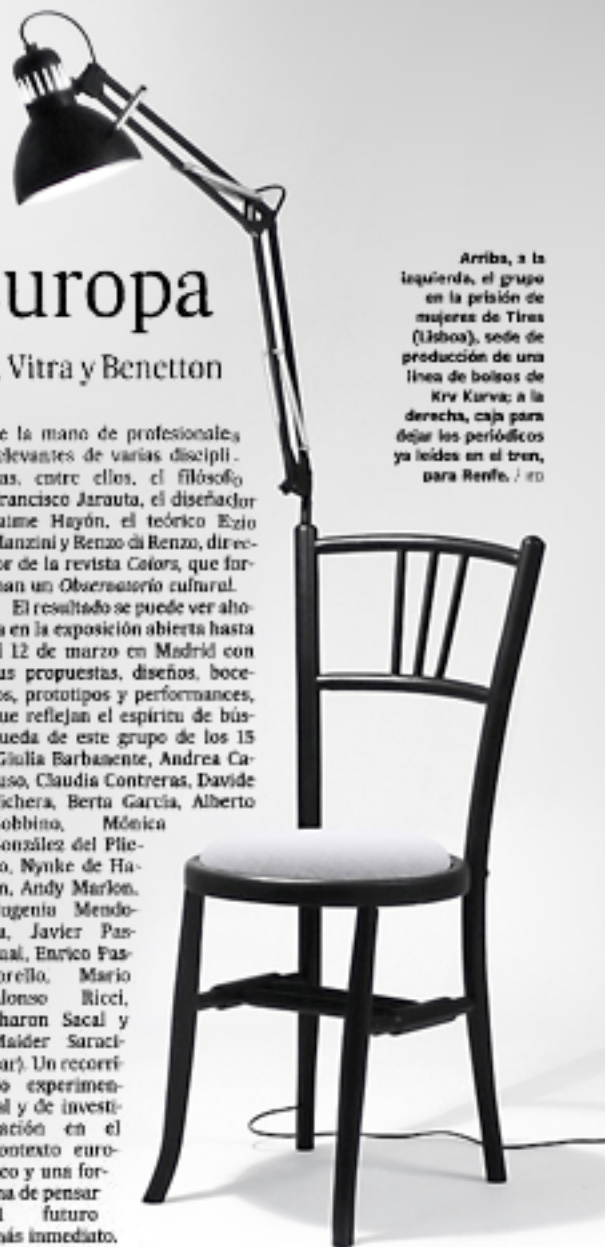 uropa
, Vitra y Benetton
e la mano de profesionales
elevantes de varias discipli-
as, entre ellos, el filósofo
rancisco Jarauta, el diseñador
aime Hayón, el teórico Ezio
Manzini y Renzo di Renzo, direc-
or de la revista Colors, que for-
nan un Observatorio cultural.
El resultado se puede ver aho-
a en la exposición abierta hasta
l 12 de marzo en Madrid con
us propuestas, diseños, boce-
os, prototipos y performances,
ue reflejan el espíritu de bús-
ueda de este grupo de los 15
Giulia Barbanente, Andrea Ca-
uso, Claudia Contreras, Davide
ichera, Berta García, Alberto
obbino, Mónica
González del Plie-
o, Nynke de Ha-
n, Andy Marlon,
ugenia Mendo-
a, Javier Pas-
ual, Enrico Pas-
orello, Mario
lonso Ricci,
haron Sacal y
Maider Saraci-
bar). Un recorri-
o experimen-
al y de investi-
ación en el
ontexto euro-
eo y una for-
na de pensar
l futuro
nás inmediato.
Arriba, a la
izquierda, el grupo
en la prisión de
mujeres de Tires
(Lisboa), sede de
producción de una
línea de bolsos de
Krv Kurva; a la
derecha, caja para
dejar los periódicos
ya leídos en el tren,
para Renfe. / IED